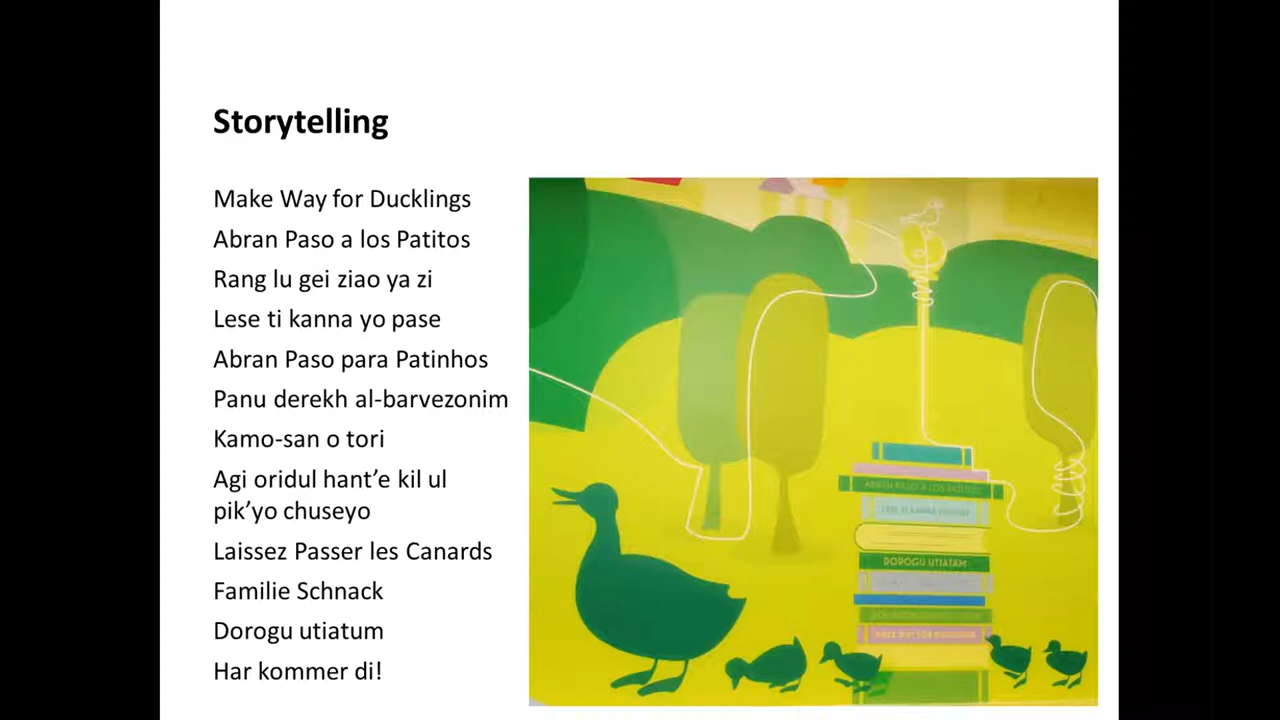 Storytelling
Make Way for Ducklings
Abran Paso a los Patitos
Rang lu gei ziao ya zi
Lese ti kanna yo pase
Abran Paso para Patinhos
Panu derekh al-barvezonim
Kamo-san o tori
Agi oridul hant’e kil ul
pik’yo chuseyo
Laissez Passer les Canards
Familie Schnack
Dorogu utiatum
Har kommer di!
ABRAN PASO A LOS PATITOS
DOROGU UTIATAM